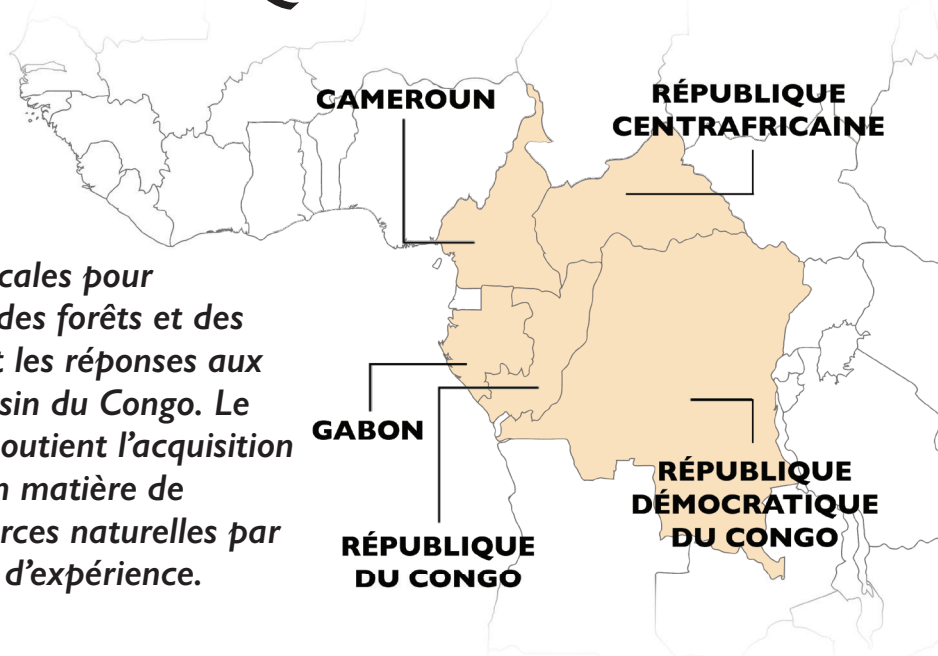 CAMEROUN
RÉPUBLIQUE
CENTRAFRICAINE
cales pour
des forêts et des
les réponses aux
sin du Congo. Le
outient l’acquisition
matière de
rces naturelles par
d’expérience.
GABON
RÉPUBLIQUE
DU CONGO
RÉPUBLIQUE
DÉMOCRATIQUE
DU CONGO